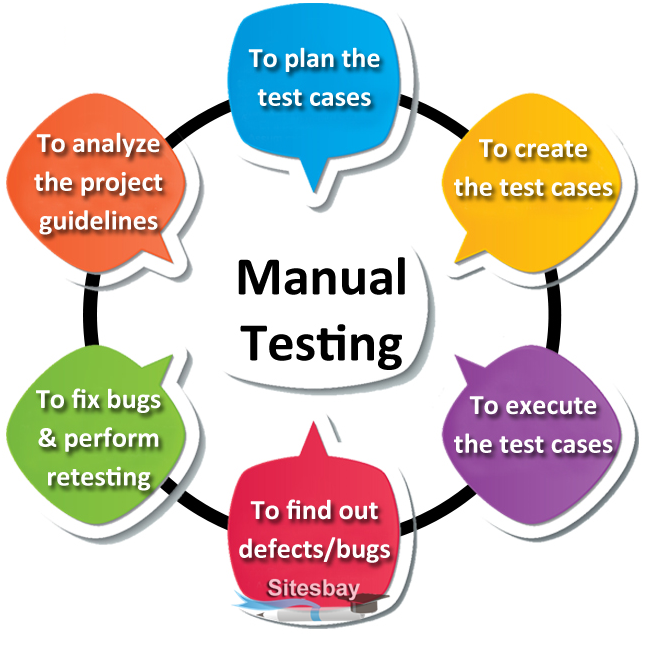 To plan the
test cases
To create
the test cases
To execute
the test cases
To find out
defects/bugs
Sitesbay
To fix bugs
& perform
retesting
To analyze
the project
guidelines
Manual
Testing